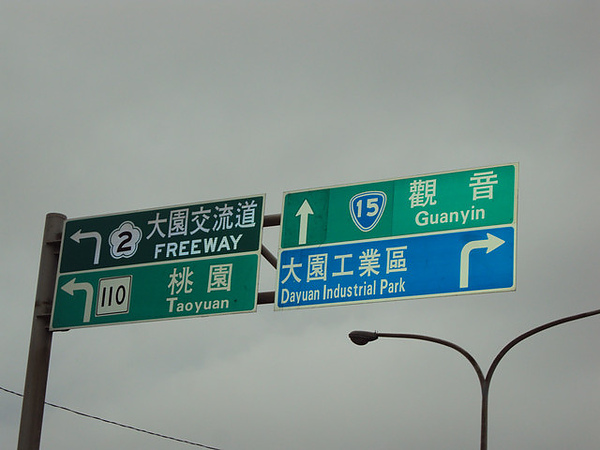 2 大園交流道
FREEWAY
110 桃園
Taoyuan
15 觀音
Guanyin
大園工業區
Dayuan Industrial Park